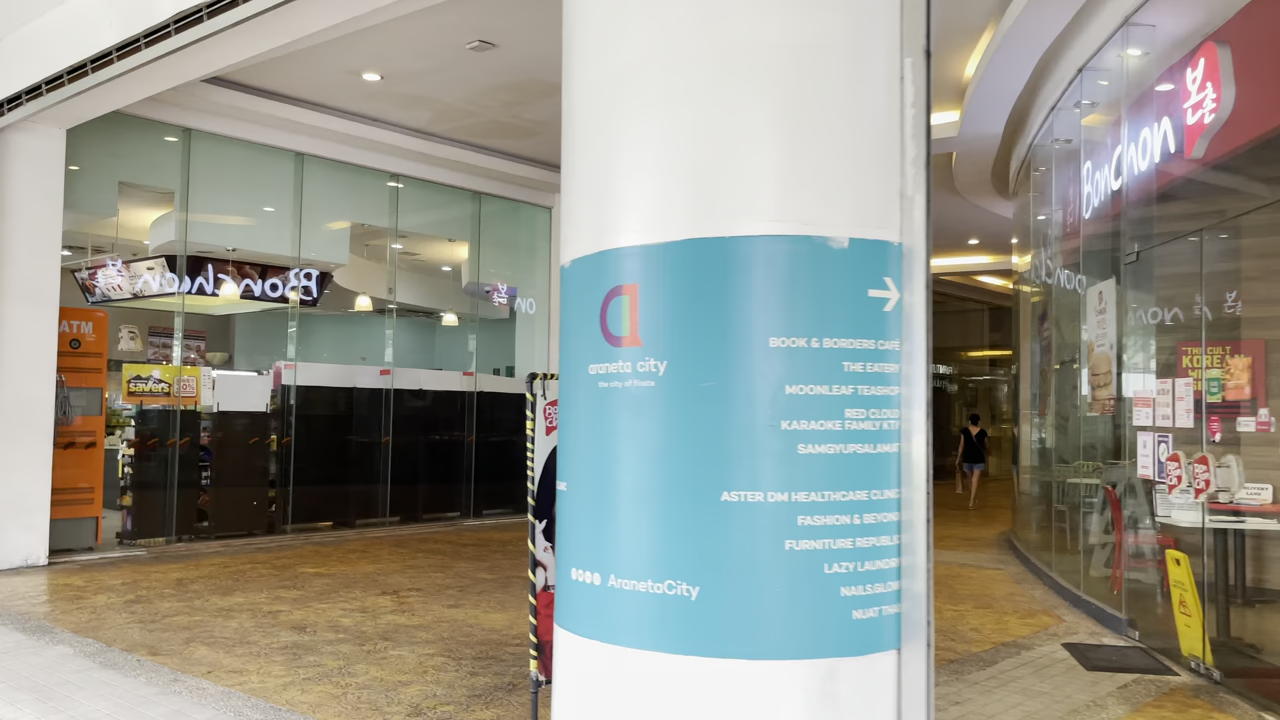 ATM
savers
Bonchon
araneta city
the city of firsts
AranetaCity
BOOK & BORDERS CAFÉ
THE EATERY
MOONLEAF TEASHOP
RED CLOUD
KARAOKE FAMILY KTV
SAMGYUPSALAMAT
ASTER DM HEALTHCARE CLINIC
FASHION & BEYOND
FURNITURE REPUBLIC
LAZY LAUNDRY
NAILS.GLOW
NUAT THAI
Bonchon
본촌
THE CULT